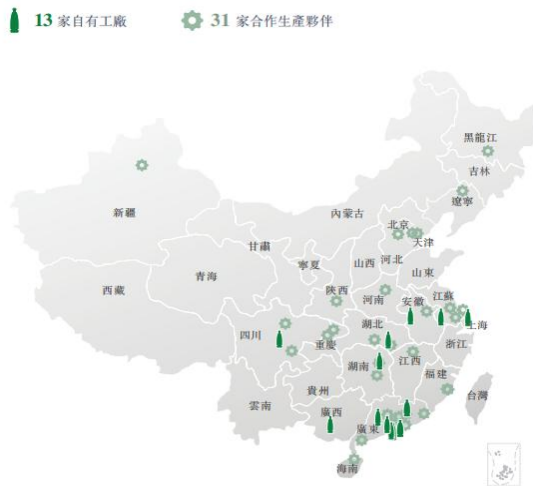 13 家自有工廠
31 家合作生產夥伴
黑龍江
吉林
遼寧
內蒙古
北京
天津
新疆
甘肅
寧夏
山西
河北
山東
青海
陝西
河南
安徽
江蘇
上海
西藏
四川
重慶
湖北
浙江
湖南
江西
福建
貴州
雲南
廣西
廣東
台灣
海南